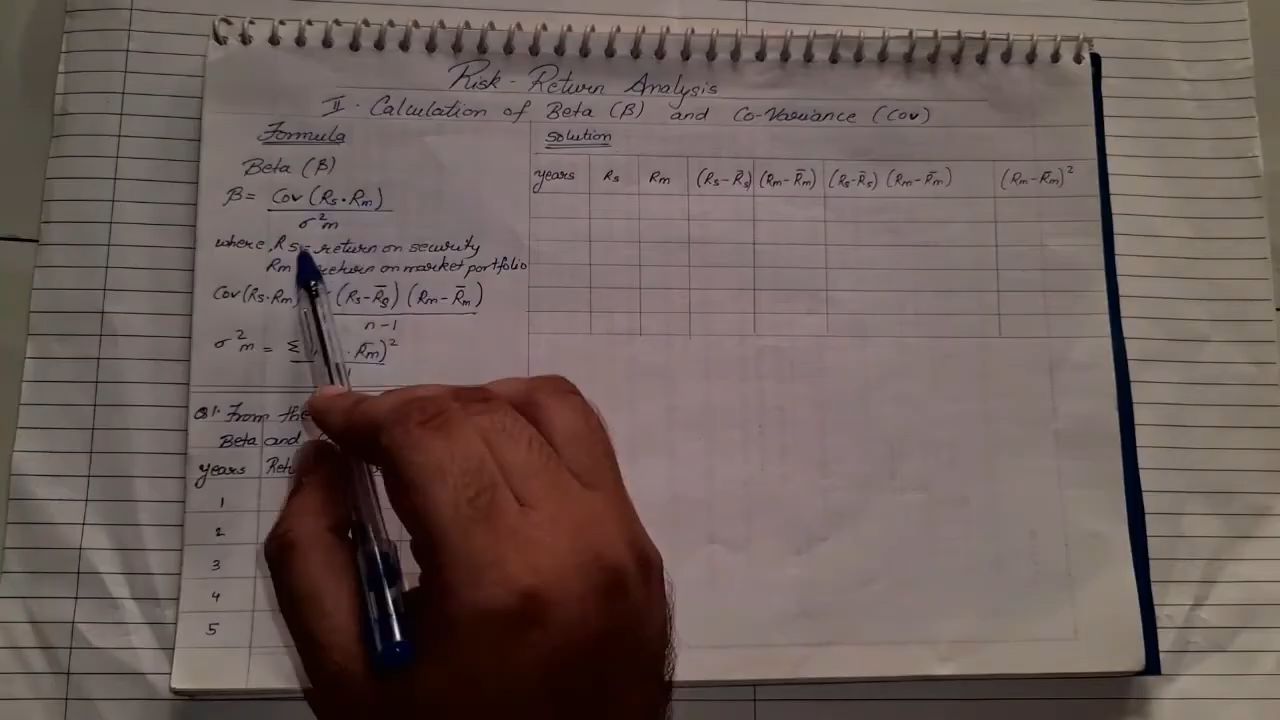 Risk-Return Analysis
II. Calculation of Beta (β) and Co-Variance (Cov)
Formula
Beta (β)
β = Cov (Rs·Rm)
σ²m
where, Rs = return on security
Rm return on market portfolio
Cov(Rs·Rm) (Rs-R̄s) (Rm-R̄m)
n-1
σ²m = Σ R̄m)²
Q1. From the
Beta and
years
1
2
3
4
5
Solution
years Rs Rm (Rs-R̄s) (Rm-R̄m) (Rs-R̄s) (Rm-R̄m) (Rm-R̄m)²